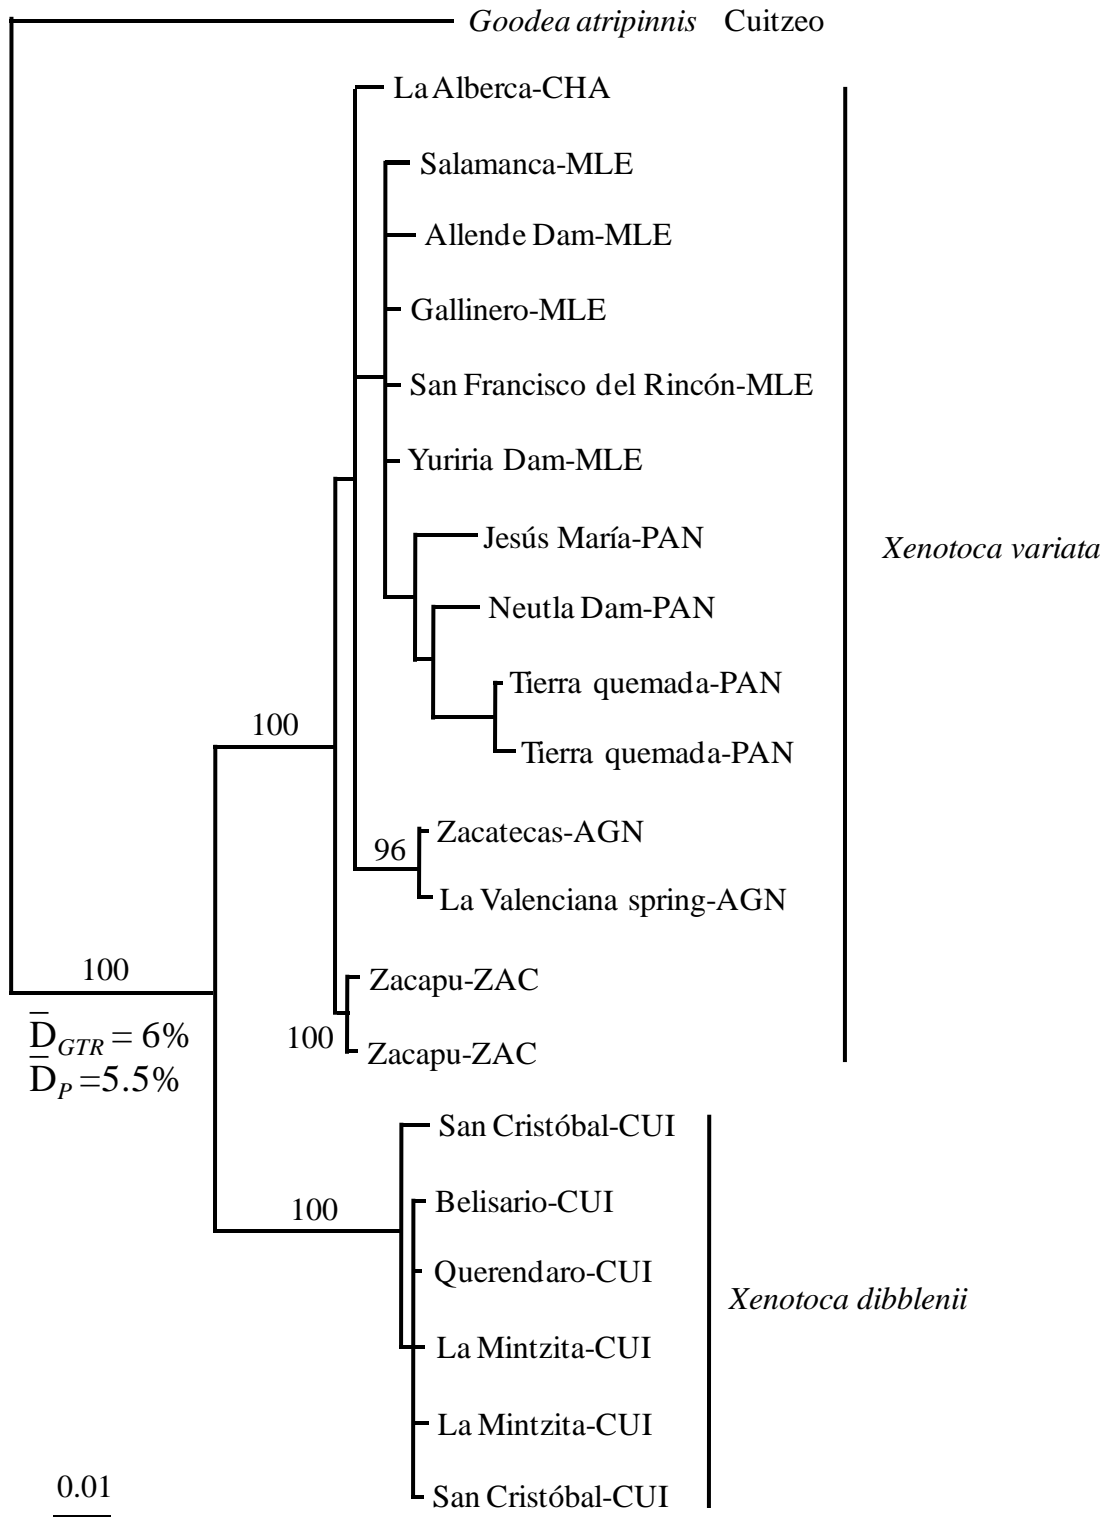 Goodea atripinnis Cuitzeo
La Alberca-CHA
Salamanca-MLE
Allende Dam-MLE
Gallinero-MLE
San Francisco del Rincón-MLE
Yuriria Dam-MLE
Jesús María-PAN
Xenotoca variata
Neutla Dam-PAN
Tierra quemada-PAN
100
Tierra quemada-PAN
Zacatecas-AGN
96
La Valenciana spring-AGN
100
Zacapu-ZAC
D̅GTR = 6%
100
Zacapu-ZAC
D̅P =5.5%
San Cristóbal-CUI
100
Belisario-CUI
Querendaro-CUI
Xenotoca dibblenii
La Mintzita-CUI
La Mintzita-CUI
0.01
San Cristóbal-CUI